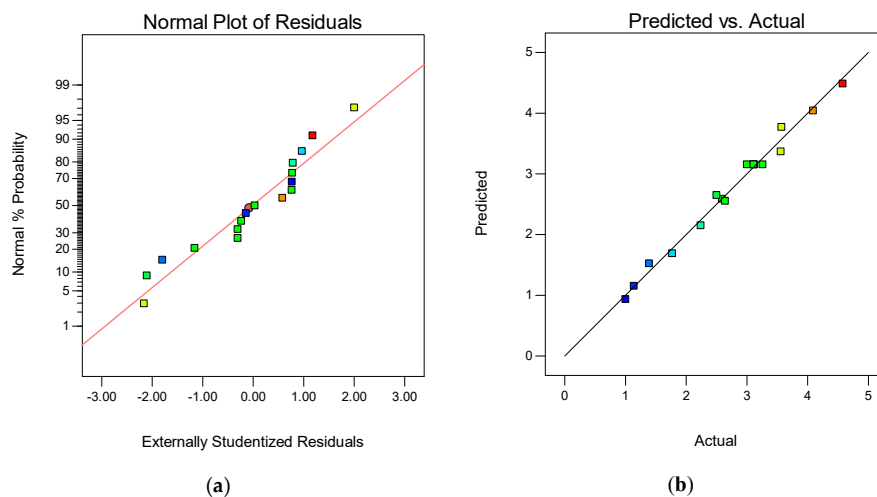 Normal Plot of Residuals
Normal % Probability
99
95
90
80
70
50
30
20
10
5
1
-3.00 -2.00 -1.00 0.00 1.00 2.00 3.00
Externally Studentized Residuals
(a)
Predicted vs. Actual
Predicted
5
4
3
2
1
0
0 1 2 3 4 5
Actual
(b)